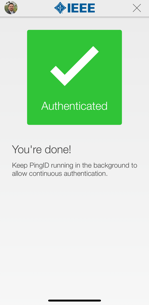 IEEE
Authenticated
You're done!
Keep PingID running in the background to
allow continuous authentication.